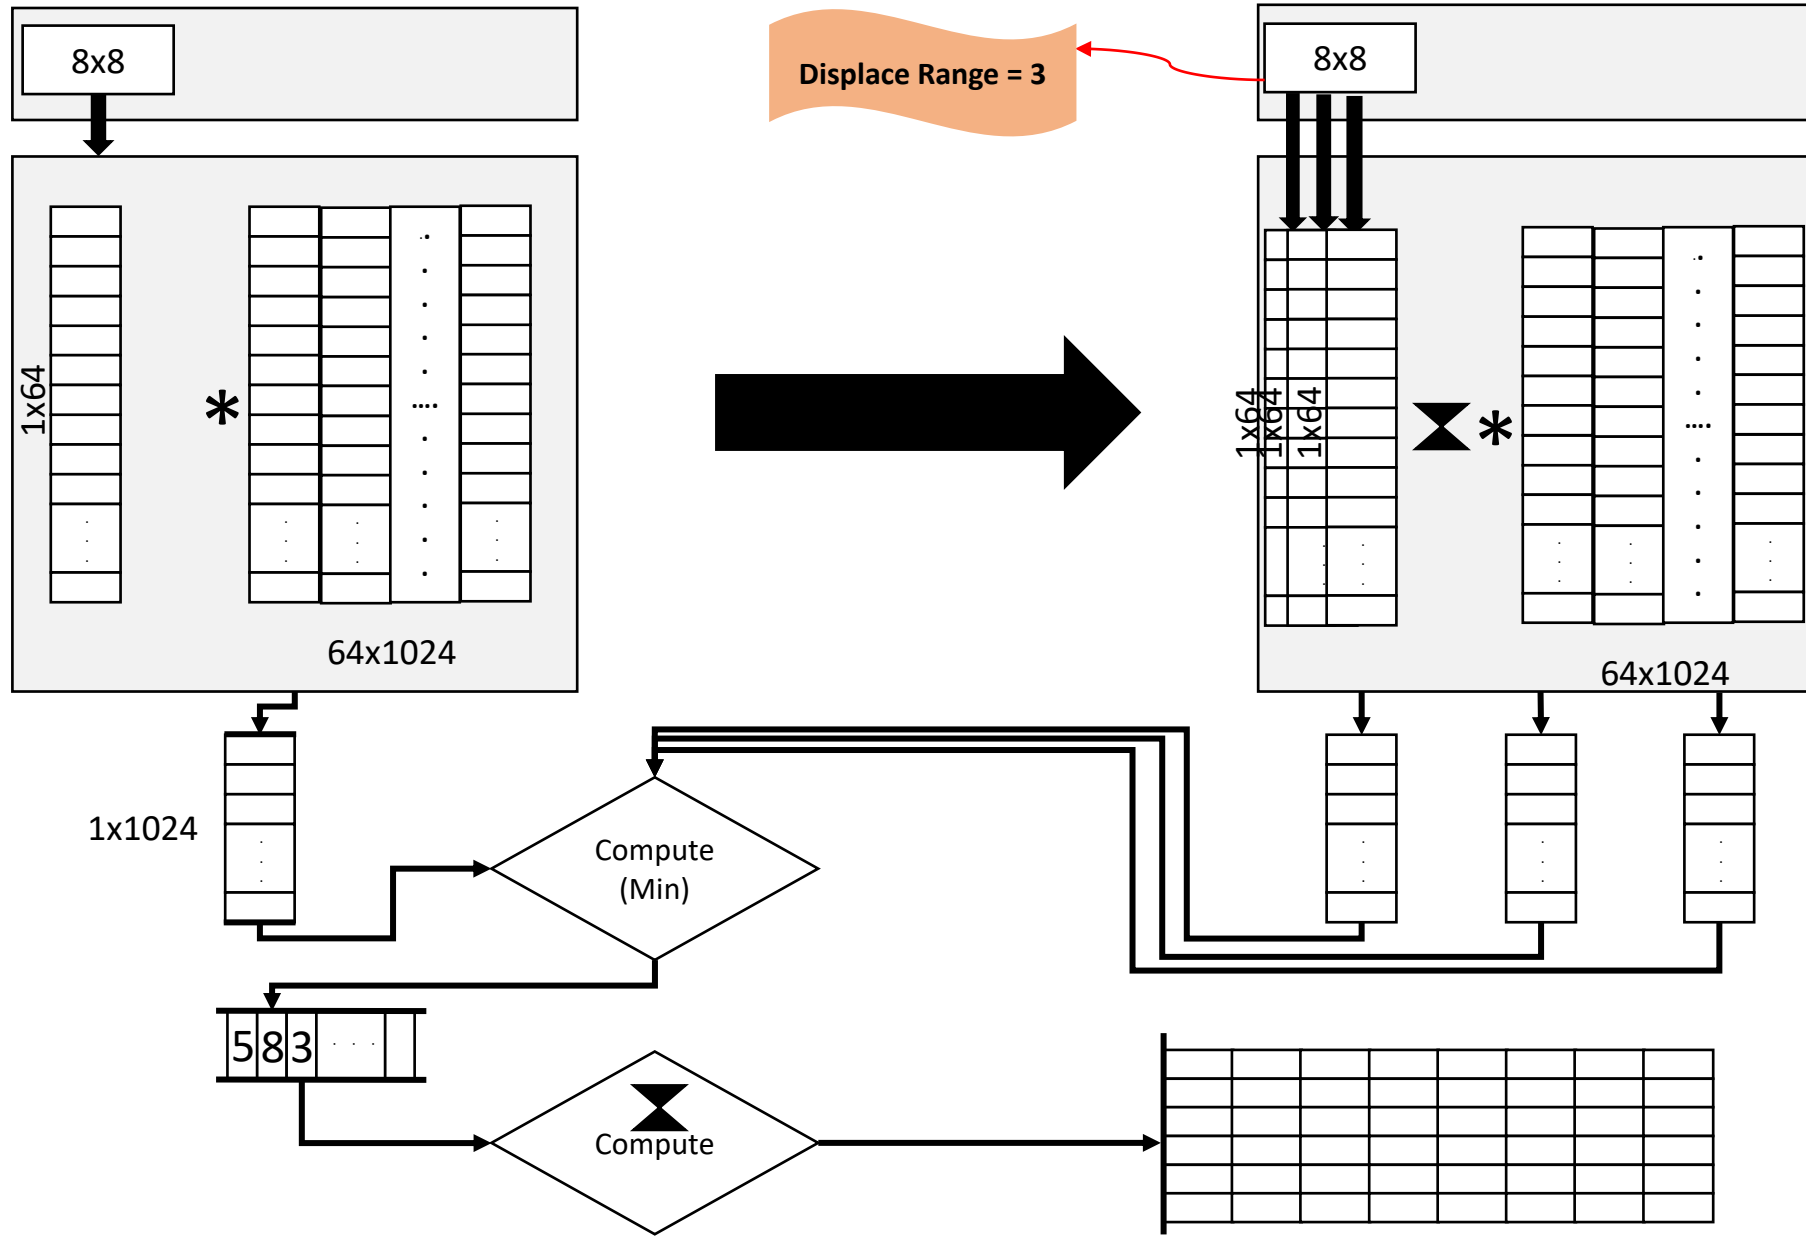 8x8
Displace Range = 3
8x8
1x64
*
....
64x1024
1x64
1x64
1x64
*
....
64x1024
1x1024
Compute
(Min)
5 8 3 . . .
Compute